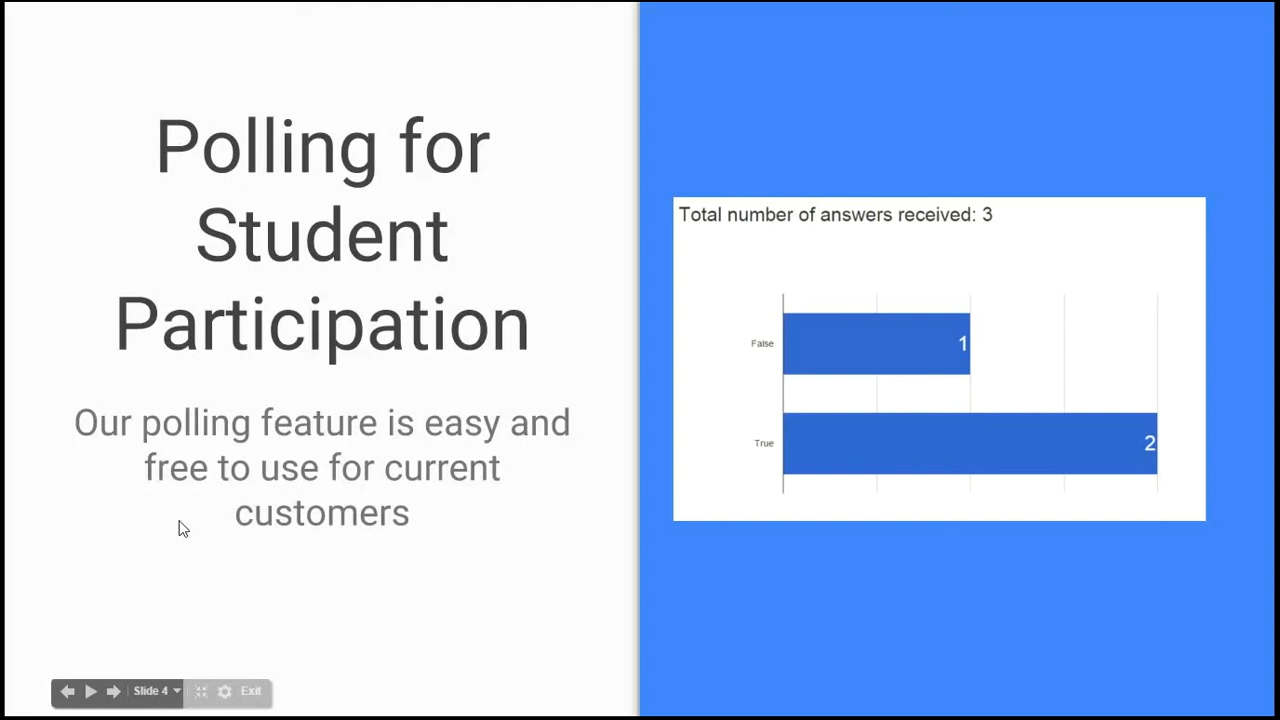 Polling for
Student
Participation
Our polling feature is easy and
free to use for current
customers
Total number of answers received: 3
False
1
True
2
Slide 4
Exit